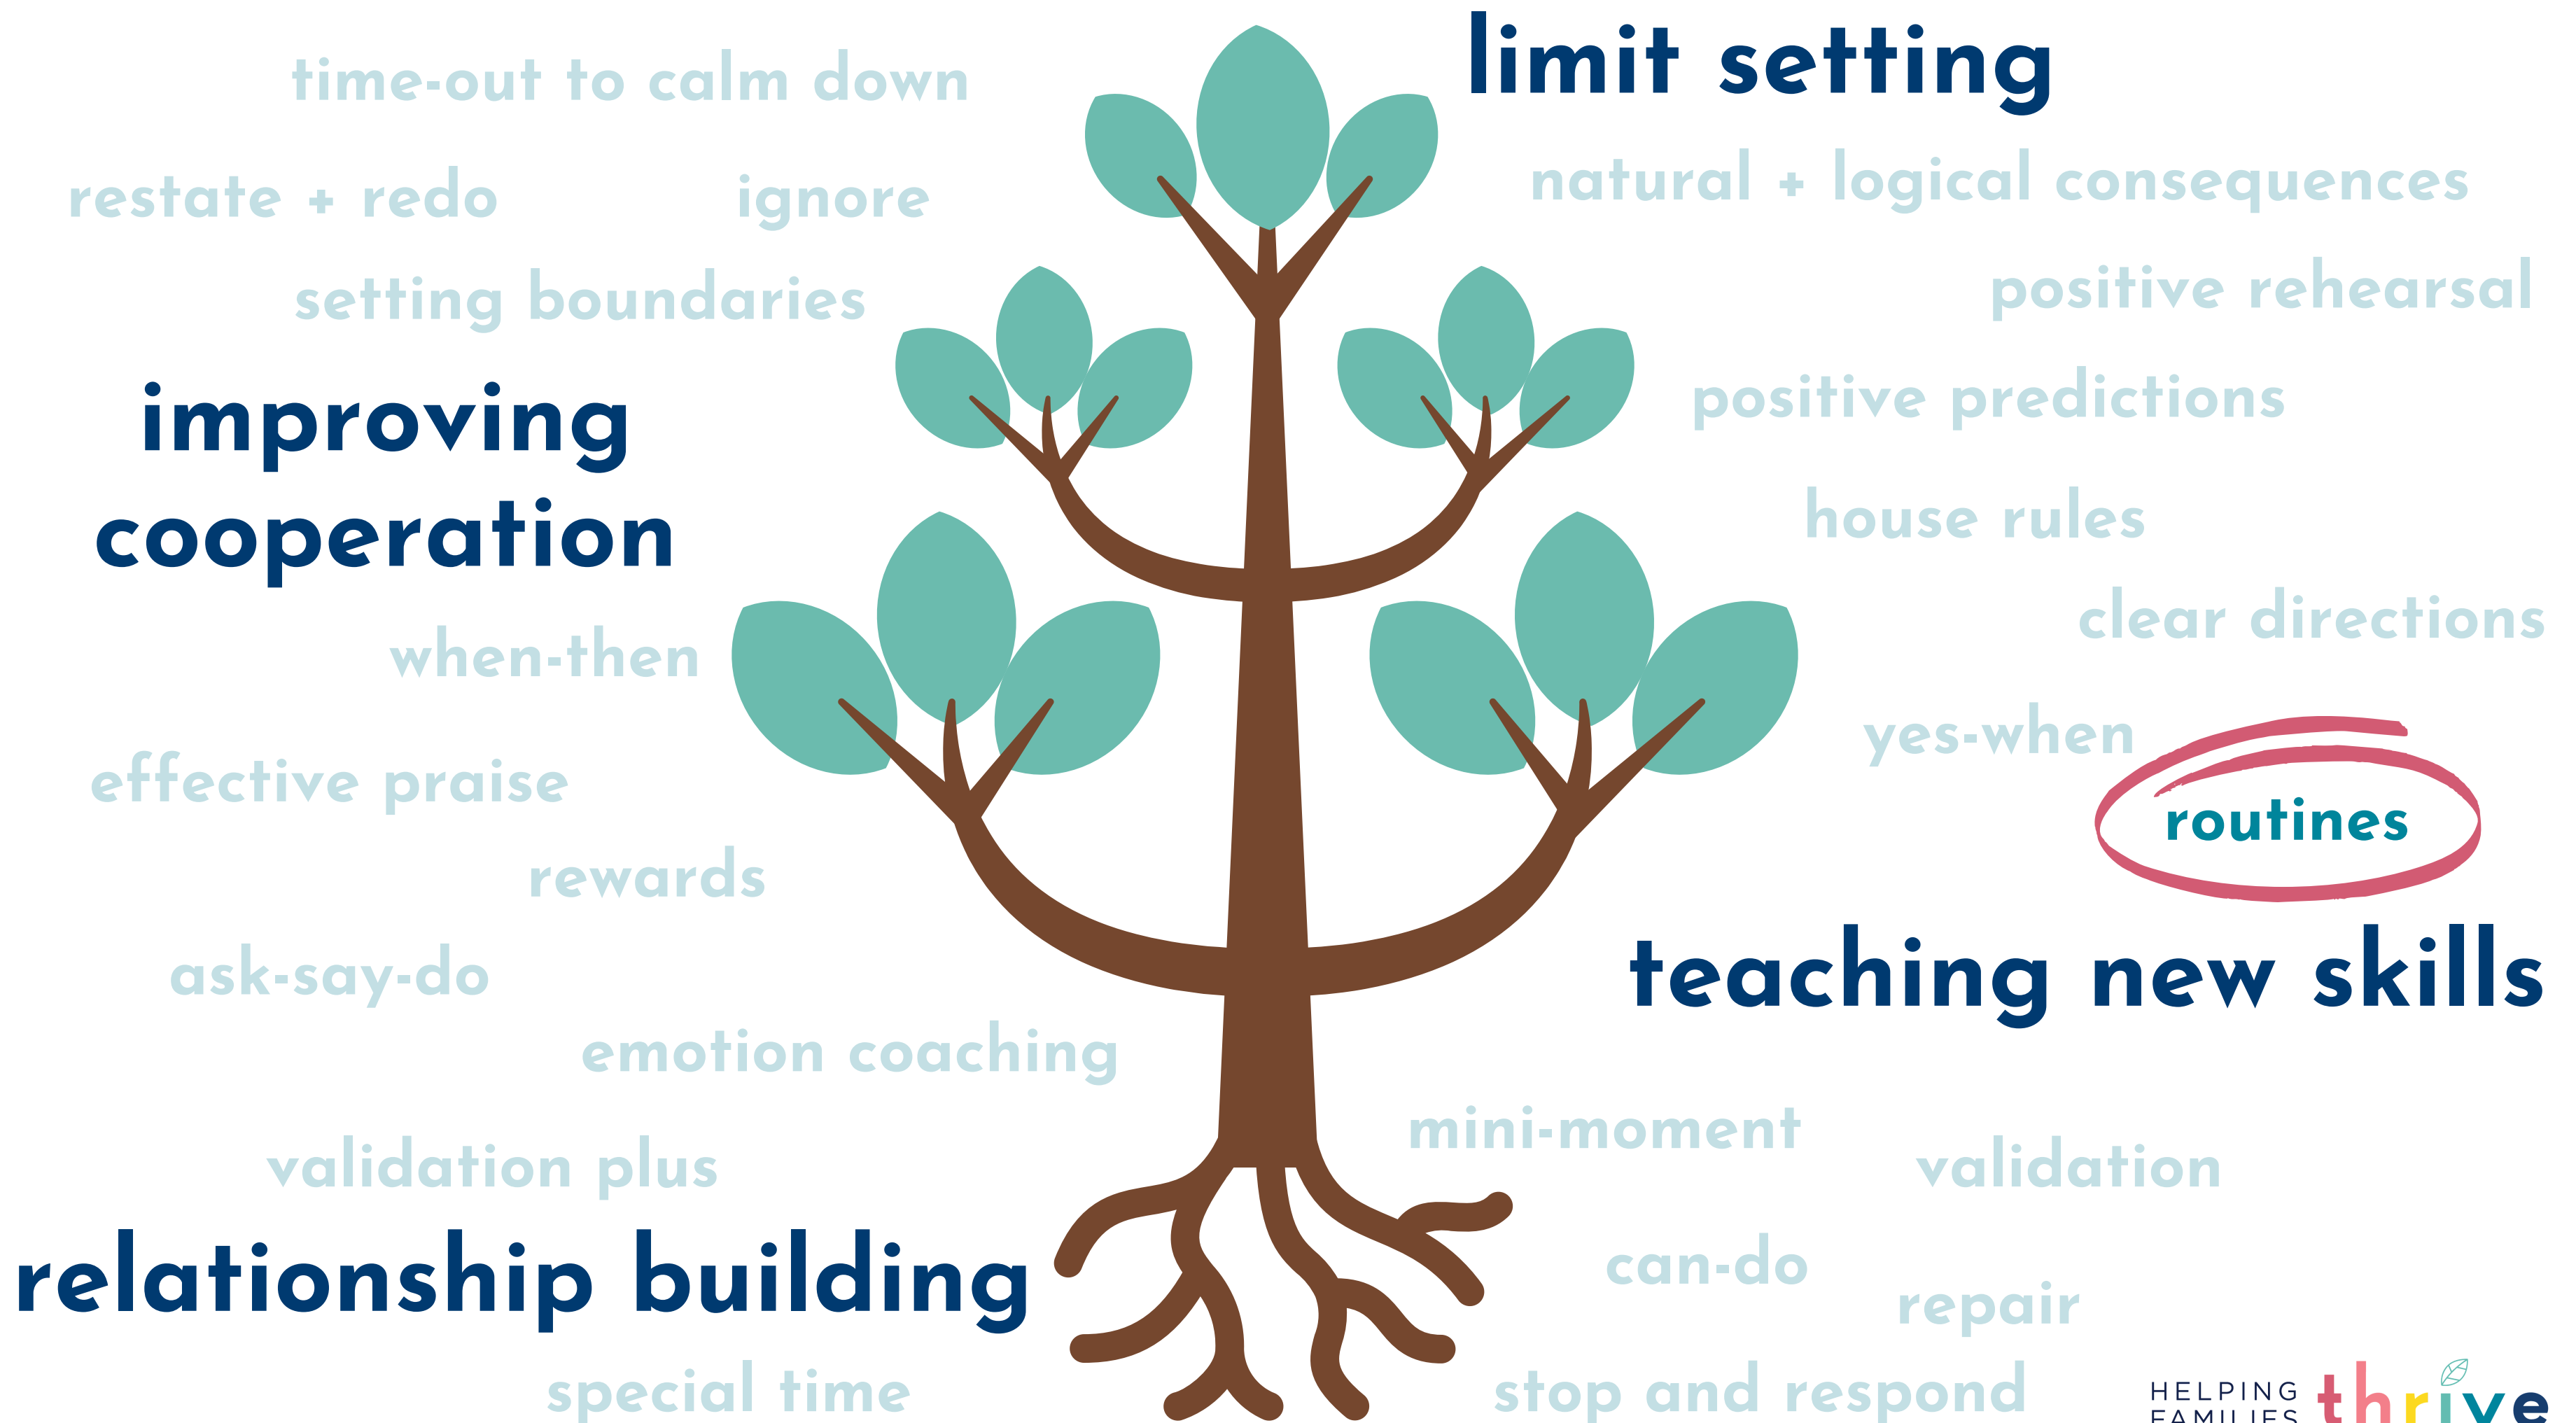 limit setting
time-out to calm down
natural + logical consequences
restate + redo
ignore
positive rehearsal
setting boundaries
positive predictions
improving
cooperation
house rules
clear directions
when-then
yes-when
effective praise
routines
rewards
ask-say-do
teaching new skills
emotion coaching
mini-moment
validation plus
validation
relationship building
can-do
repair
special time
stop and respond
HELPING
FAMILIES
thrive